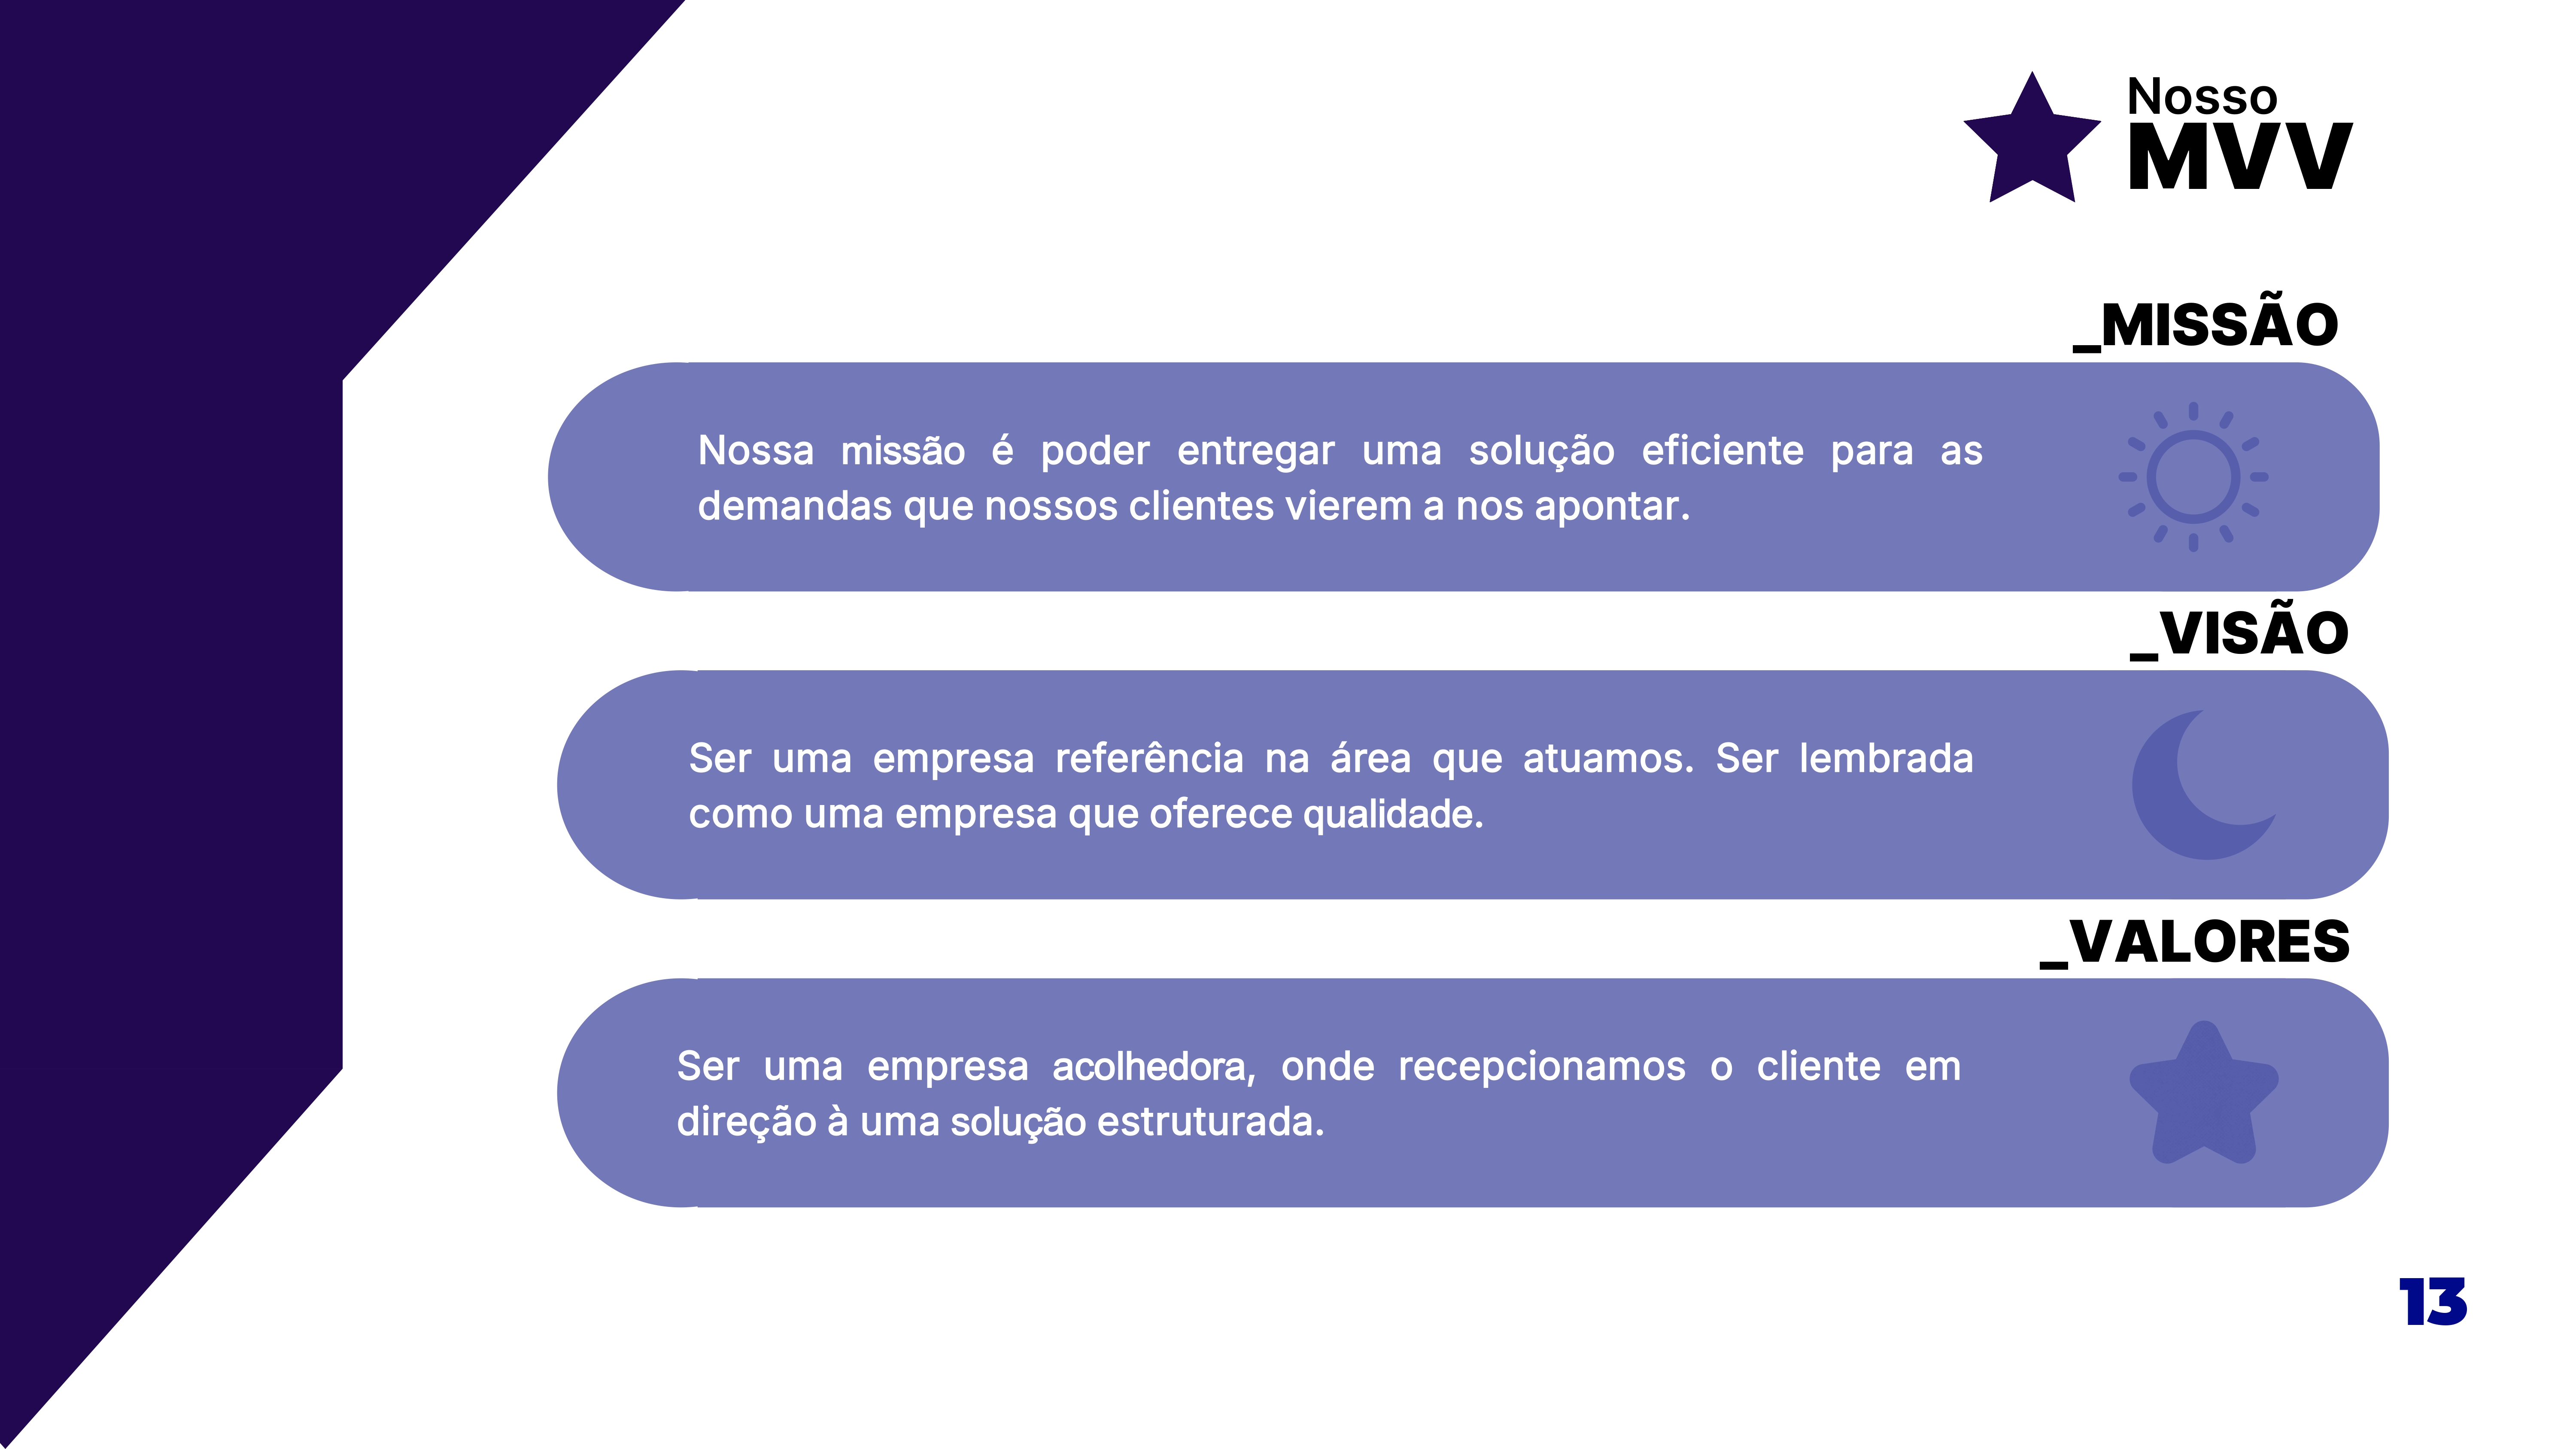 Nosso
MVV
_MISSÃO
Nossa missão é poder entregar uma solução eficiente para as
demandas que nossos clientes vierem a nos apontar.
_VISÃO
Ser uma empresa referência na área que atuamos. Ser lembrada
como uma empresa que oferece qualidade.
_VALORES
Ser uma empresa acolhedora, onde recepcionamos o cliente em
direção à uma solução estruturada.
13